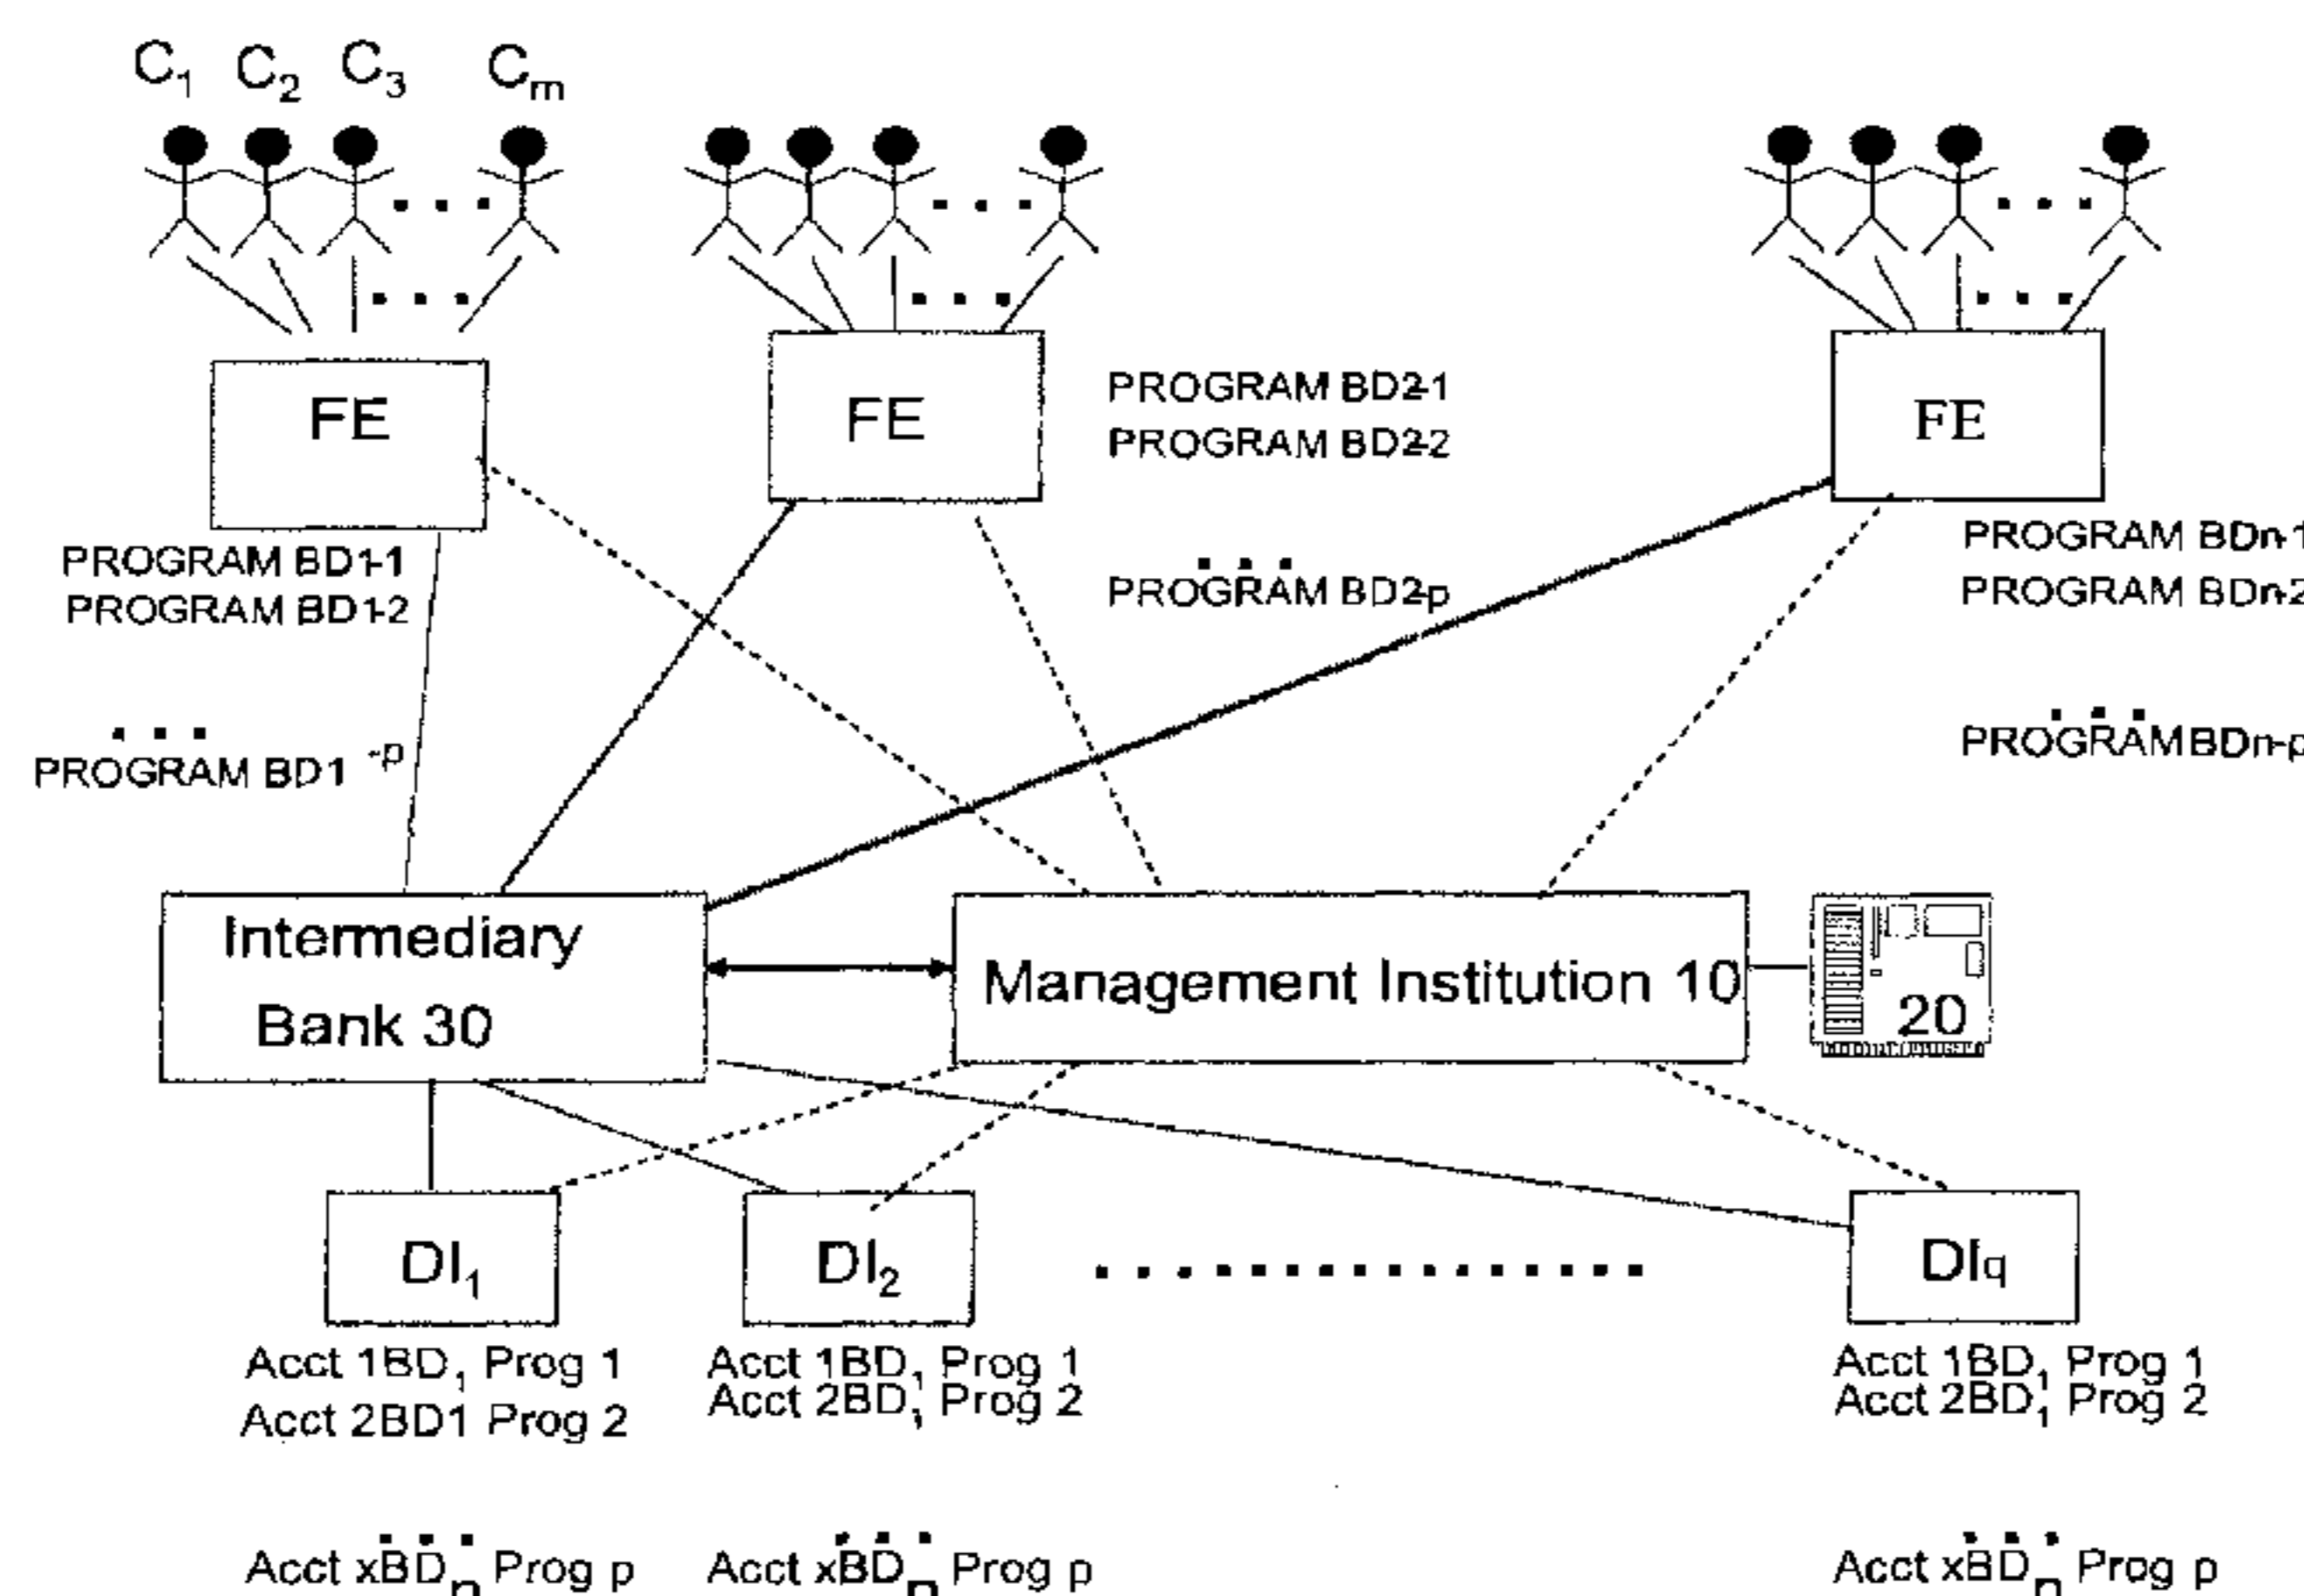 C1 C2 C3 Cm
FE
FE
FE
PROGRAM BD2-1
PROGRAM BD2-2
PROGRAM BD2-p
PROGRAM BD1-1
PROGRAM BD1-2
PROGRAM BD1 -p
PROGRAM BDn-1
PROGRAM BDn-2
PROGRAM BDn-p
Intermediary
Bank 30
Management Institution 10
20
DI1
DI2
DIq
Acct 1BD1 Prog 1
Acct 2BD1 Prog 2
Acct xBDn Prog p
Acct 1BD1 Prog 1
Acct 2BD1 Prog 2
Acct xBDn Prog p
Acct 1BD1 Prog 1
Acct 2BD1 Prog 2
Acct xBDn Prog p